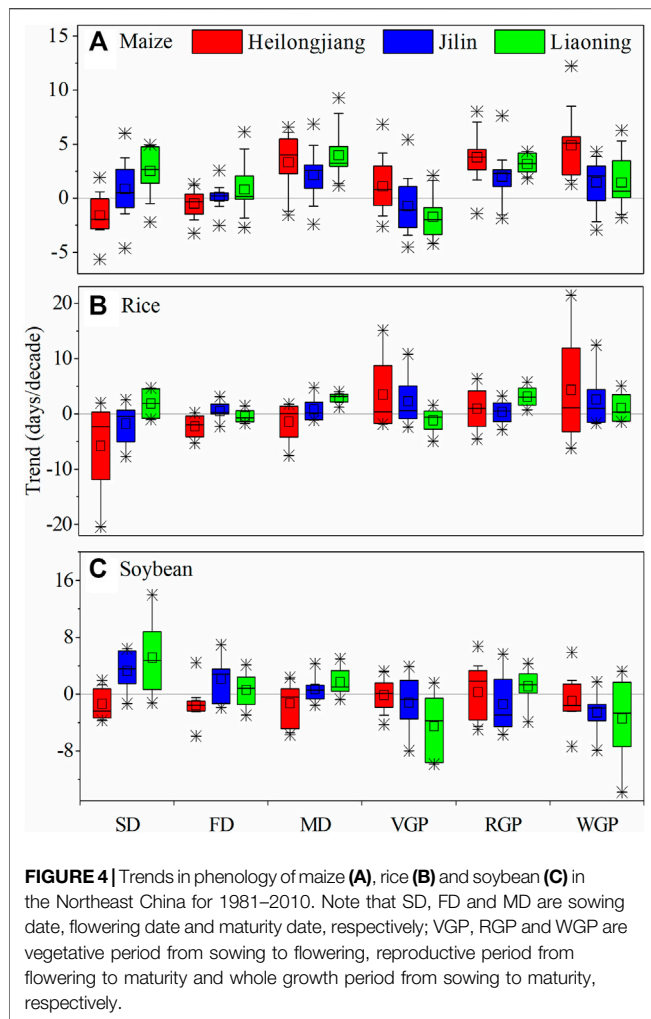 A Maize Heilongjiang Jilin Liaoning
15
10
5
0
-5
B Rice
20
10
0
-10
-20
Trend (days/decade)
C Soybean
16
8
0
-8
SD FD MD VGP RGP WGP
FIGURE 4 | Trends in phenology of maize (A), rice (B) and soybean (C) in
the Northeast China for 1981–2010. Note that SD, FD and MD are sowing
date, flowering date and maturity date, respectively; VGP, RGP and WGP are
vegetative period from sowing to flowering, reproductive period from
flowering to maturity and whole growth period from sowing to maturity,
respectively.